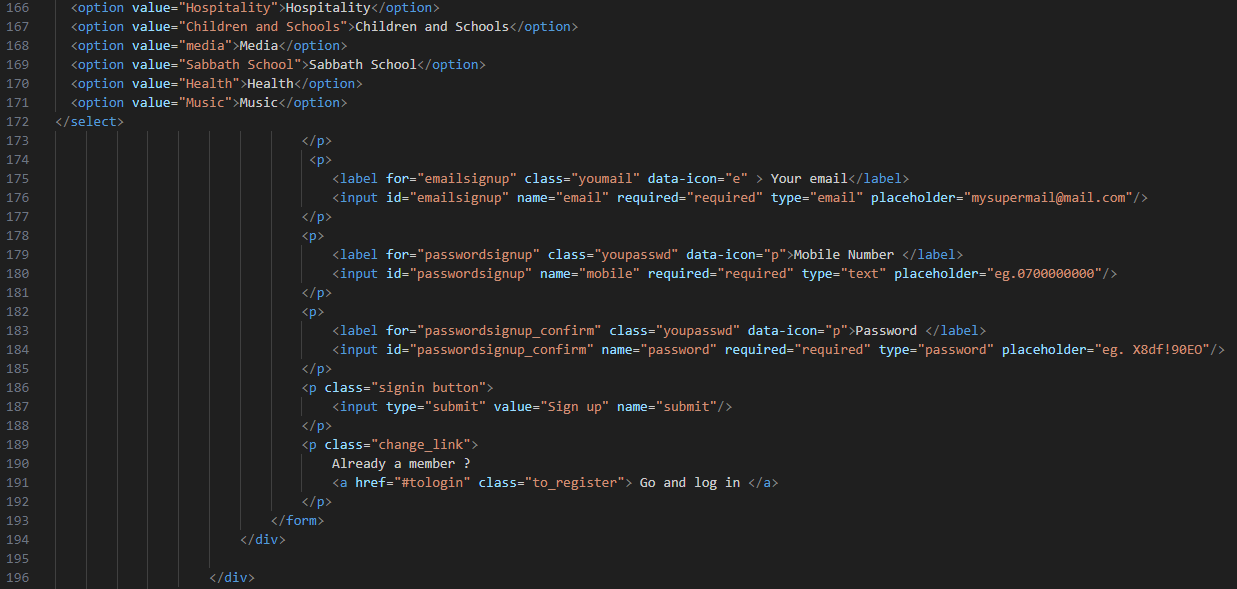 166 <option value="Hospitality">Hospitality</option>
167 <option value="Children and Schools">Children and Schools</option>
168 <option value="media">Media</option>
169 <option value="Sabbath School">Sabbath School</option>
170 <option value="Health">Health</option>
171 <option value="Music">Music</option>
172 </select>
173 </p>
174 <p>
175 <label for="emailsignup" class="youmail" data-icon="e" > Your email</label>
176 <input id="emailsignup" name="email" required="required" type="email" placeholder="mysupermail@mail.com"/>
177 </p>
178 <p>
179 <label for="passwordsignup" class="youpasswd" data-icon="p">Mobile Number </label>
180 <input id="passwordsignup" name="mobile" required="required" type="text" placeholder="eg.0700000000"/>
181 </p>
182 <p>
183 <label for="passwordsignup_confirm" class="youpasswd" data-icon="p">Password </label>
184 <input id="passwordsignup_confirm" name="password" required="required" type="password" placeholder="eg. X8df!90EO"/>
185 </p>
186 <p class="signin button">
187 <input type="submit" value="Sign up" name="submit"/>
188 </p>
189 <p class="change_link">
190 Already a member ?
191 <a href="#tologin" class="to_register"> Go and log in </a>
192 </p>
193 </form>
194 </div>
195
196 </div>